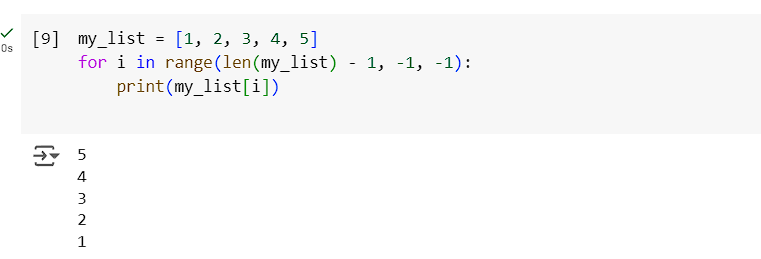 [9] my_list = [1, 2, 3, 4, 5]
for i in range(len(my_list) - 1, -1, -1):
    print(my_list[i])
0s
5
4
3
2
1